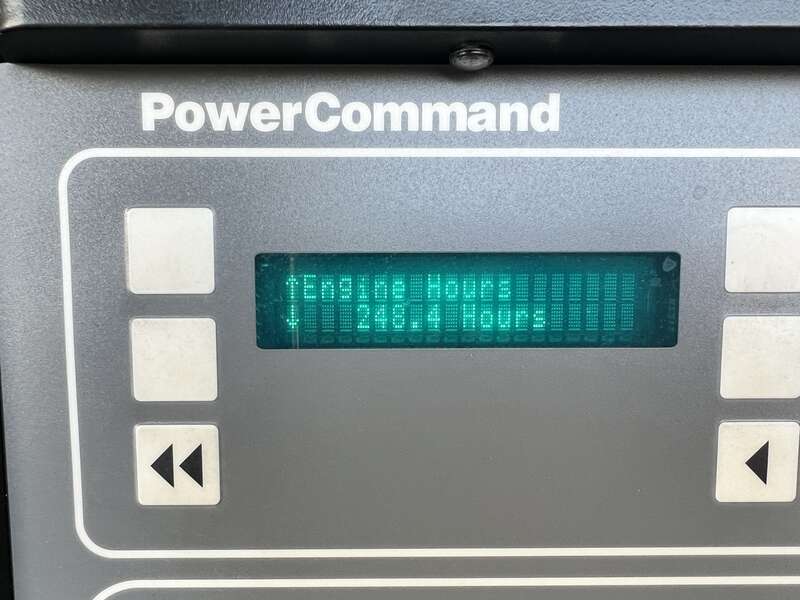 PowerCommand
↑Engine Hours
↓ 248.4 Hours